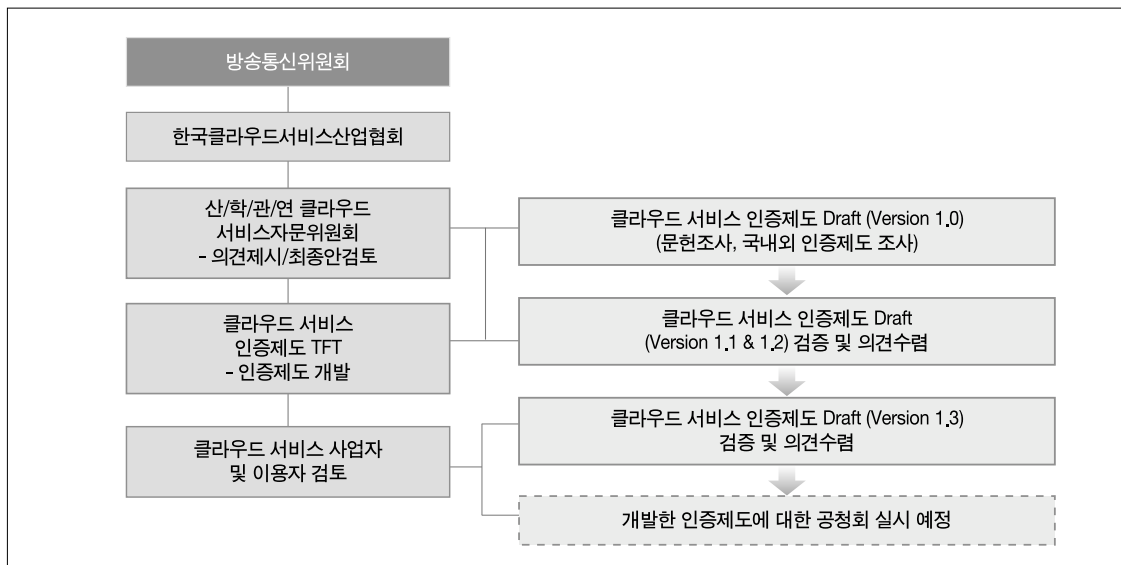 방송통신위원회
한국클라우드서비스산업협회
산/학/관/연 클라우드
서비스자문위원회
- 의견제시/최종안검토
클라우드 서비스
인증제도 TFT
- 인증제도 개발
클라우드 서비스 사업자
및 이용자 검토
클라우드 서비스 인증제도 Draft (Version 1.0)
(문헌조사, 국내외 인증제도 조사)
클라우드 서비스 인증제도 Draft
(Version 1.1 & 1.2) 검증 및 의견수렴
클라우드 서비스 인증제도 Draft (Version 1.3)
검증 및 의견수렴
개발한 인증제도에 대한 공청회 실시 예정